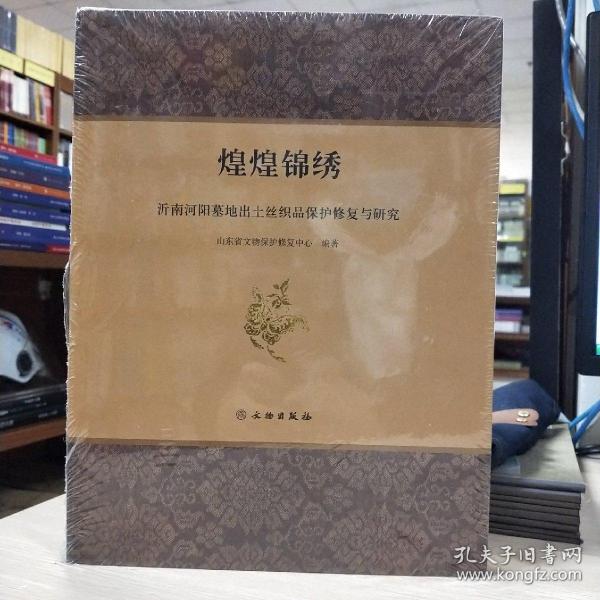 煌煌锦绣
沂南河阳墓地出土丝织品保护修复与研究
山东省文物保护修复中心 编著
文物出版社
孔夫子旧书网
www.kongfz.com